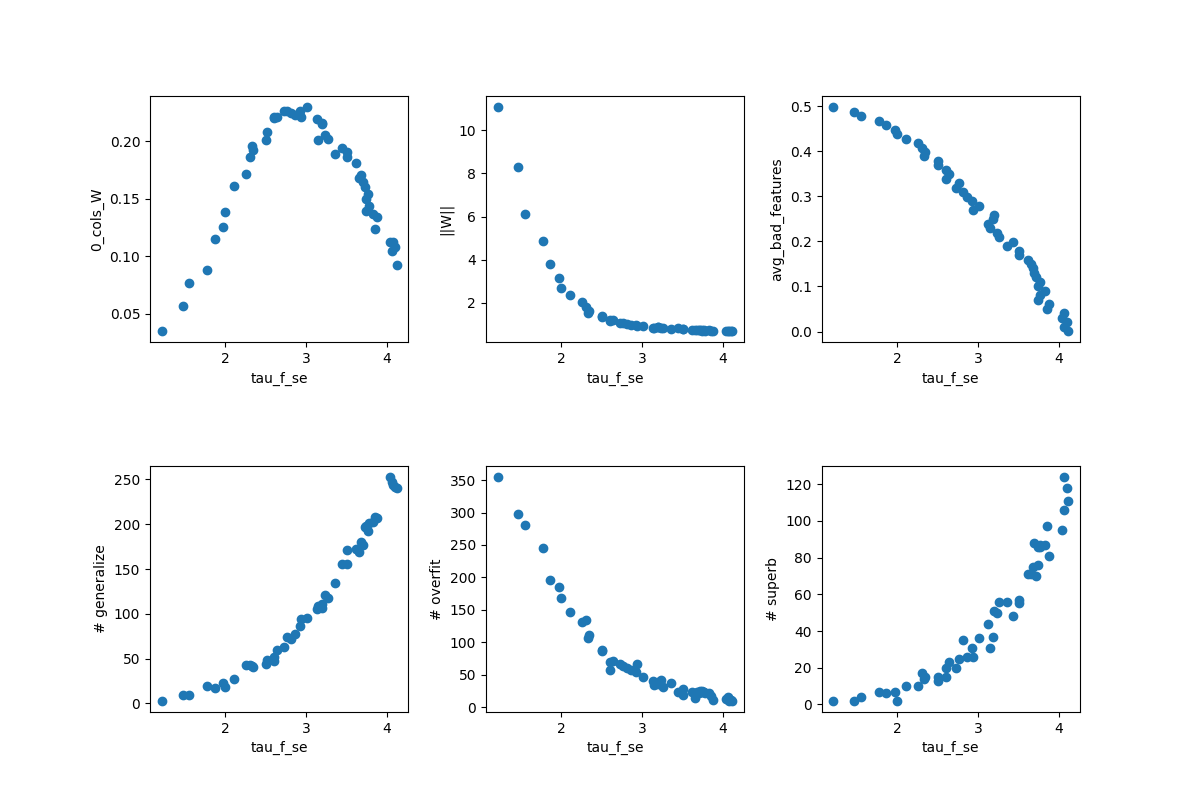 0_cols_W
0.20
0.15
0.10
0.05
2 3 4
tau_f_se
||W||
10
8
6
4
2
2 3 4
tau_f_se
avg_bad_features
0.5
0.4
0.3
0.2
0.1
0.0
2 3 4
tau_f_se
# generalize
250
200
150
100
50
0
2 3 4
tau_f_se
# overfit
350
300
250
200
150
100
50
0
2 3 4
tau_f_se
# superb
120
100
80
60
40
20
0
2 3 4
tau_f_se